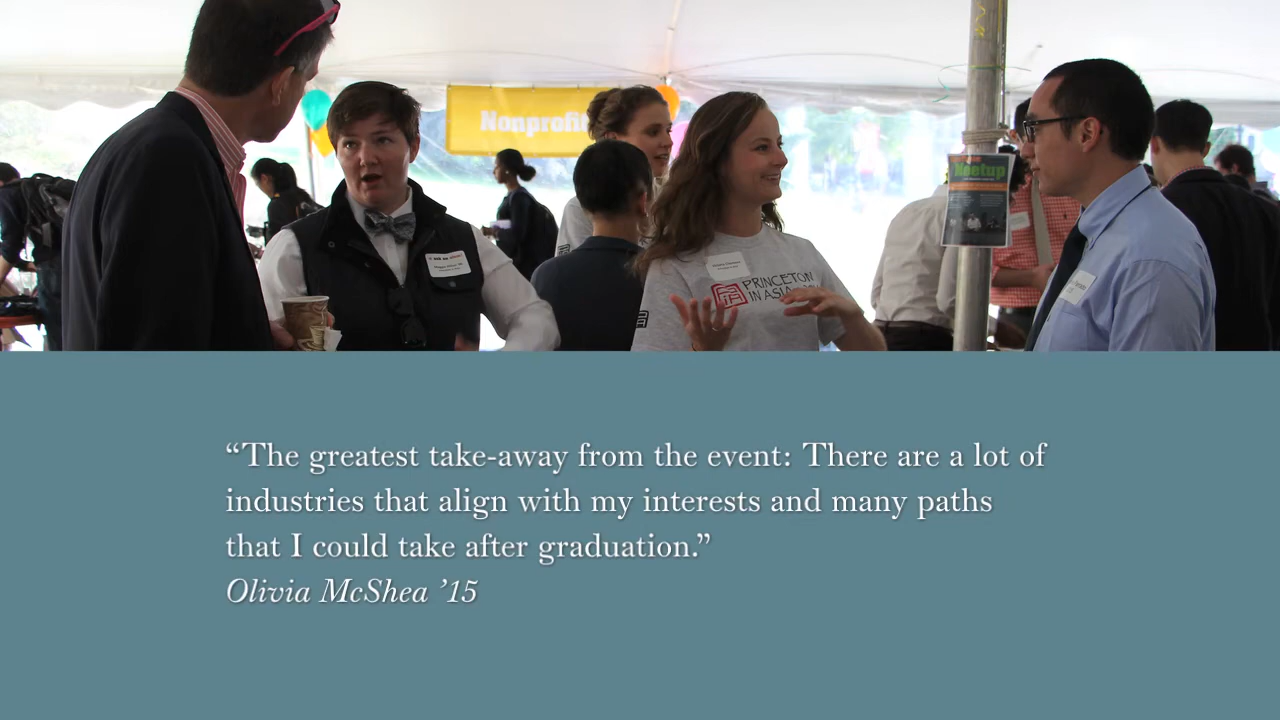 Nonprofit
Meetup
PRINCETON
IN ASIA
“The greatest take-away from the event: There are a lot of
industries that align with my interests and many paths
that I could take after graduation.”
Olivia McShea ’15